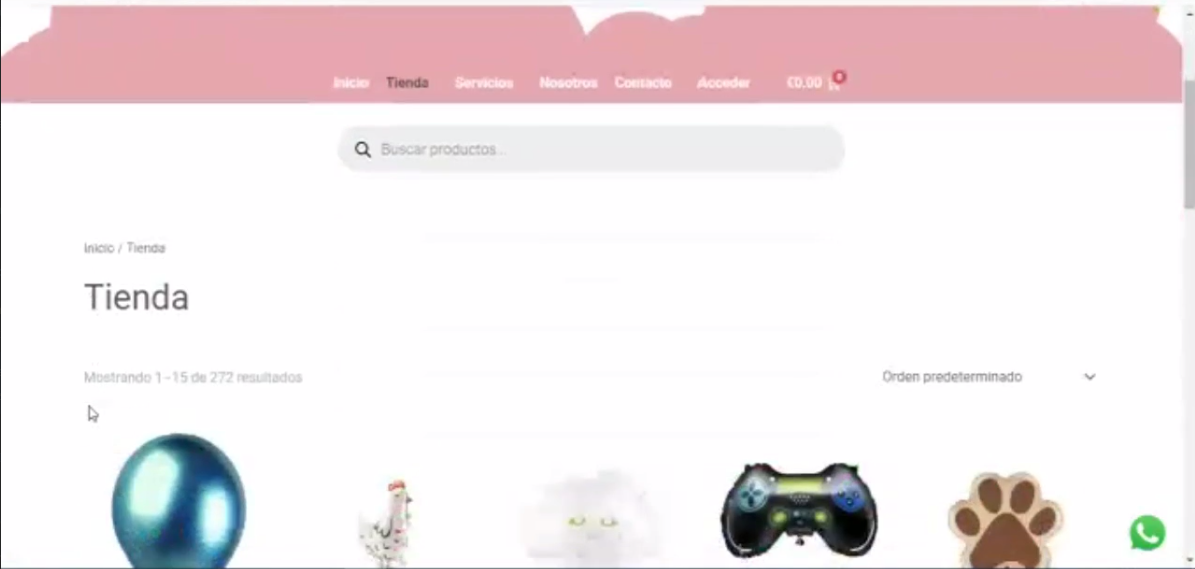 Inicio Tienda Servicios Nosotros Contacto Acceder €0.00 0
Buscar productos...
Inicio / Tienda
Tienda
Mostrando 1–15 de 272 resultados
Orden predeterminado